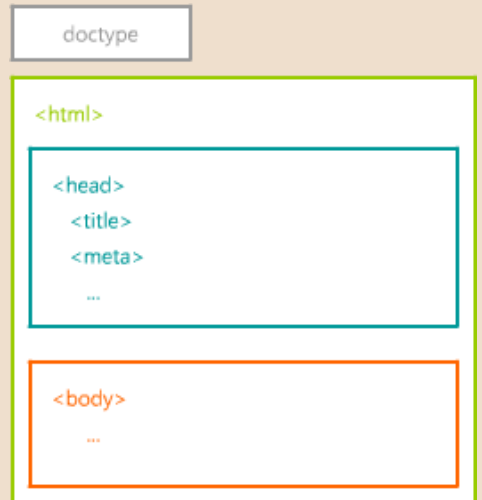 doctype
<html>
<head>
<title>
<meta>
...
<body>
...